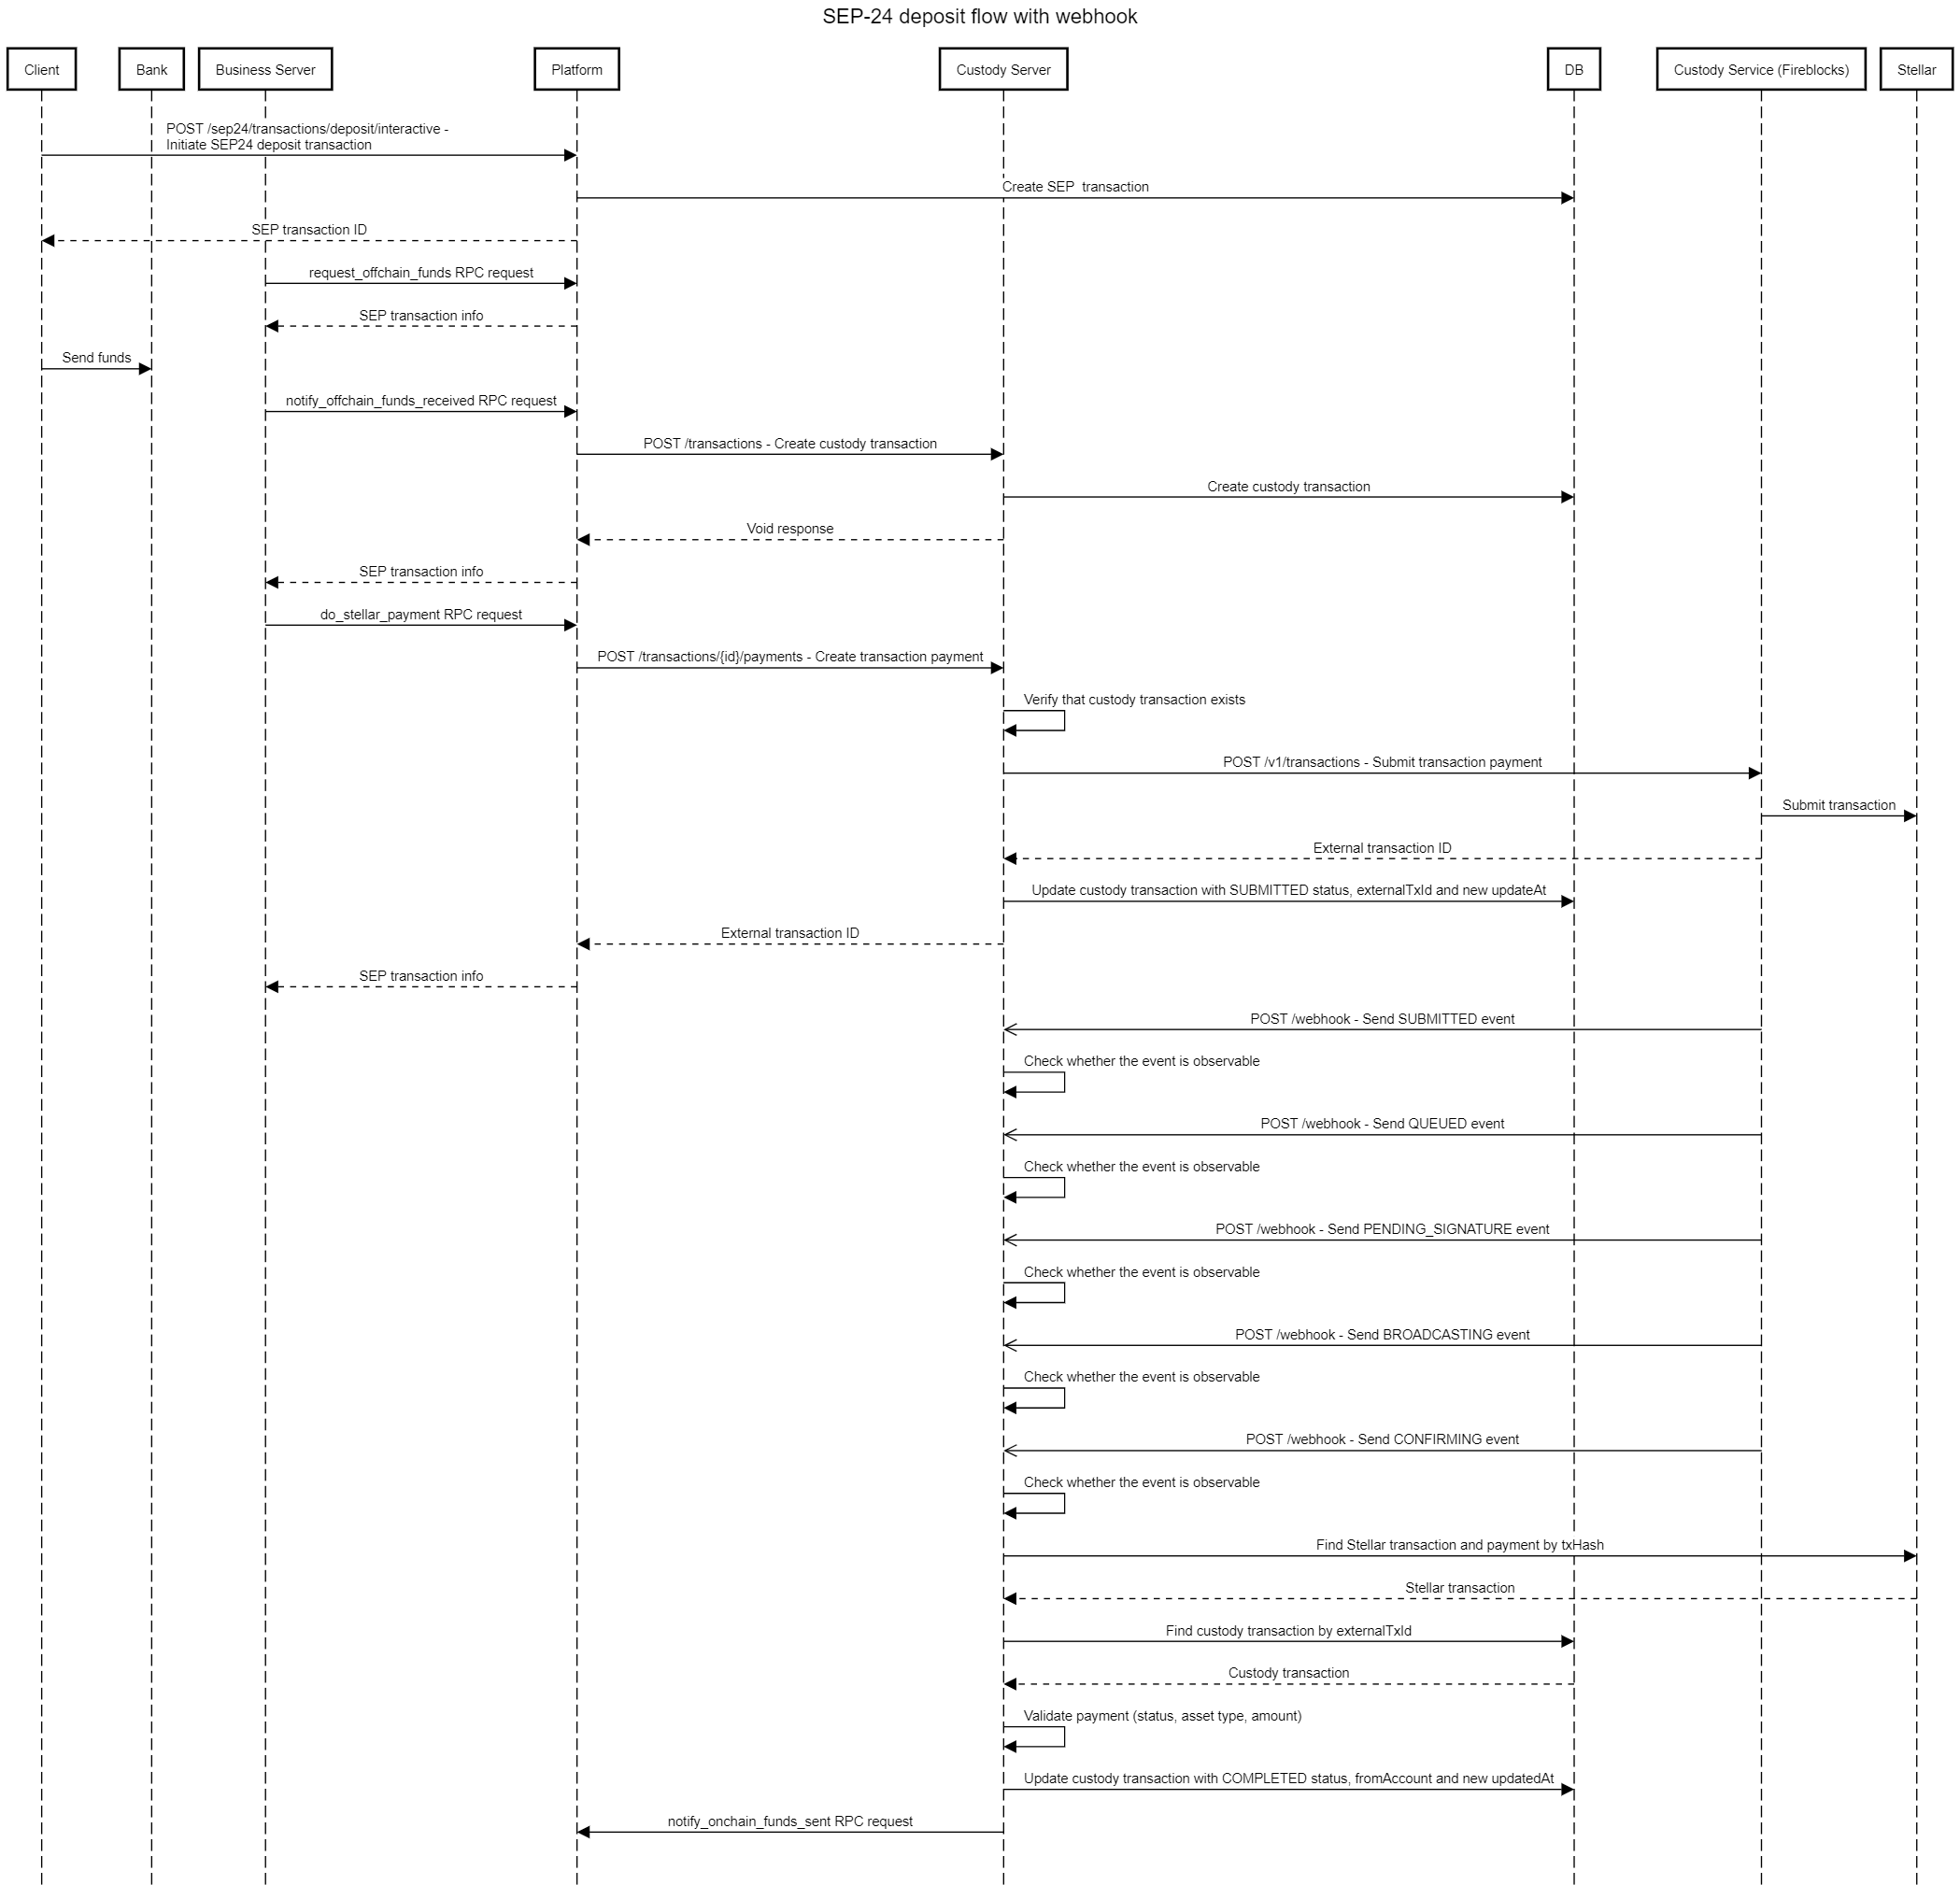 SEP-24 deposit flow with webhook
Client
Bank
Business Server
Platform
Custody Server
DB
Custody Service (Fireblocks)
Stellar
POST /sep24/transactions/deposit/interactive -
Initiate SEP24 deposit transaction
Create SEP  transaction
SEP transaction ID
request_offchain_funds RPC request
SEP transaction info
Send funds
notify_offchain_funds_received RPC request
POST /transactions - Create custody transaction
Create custody transaction
Void response
SEP transaction info
do_stellar_payment RPC request
POST /transactions/{id}/payments - Create transaction payment
Verify that custody transaction exists
POST /v1/transactions - Submit transaction payment
Submit transaction
External transaction ID
Update custody transaction with SUBMITTED status, externalTxId and new updateAt
External transaction ID
SEP transaction info
POST /webhook - Send SUBMITTED event
Check whether the event is observable
POST /webhook - Send QUEUED event
Check whether the event is observable
POST /webhook - Send PENDING_SIGNATURE event
Check whether the event is observable
POST /webhook - Send BROADCASTING event
Check whether the event is observable
POST /webhook - Send CONFIRMING event
Check whether the event is observable
Find Stellar transaction and payment by txHash
Stellar transaction
Find custody transaction by externalTxId
Custody transaction
Validate payment (status, asset type, amount)
Update custody transaction with COMPLETED status, fromAccount and new updatedAt
notify_onchain_funds_sent RPC request